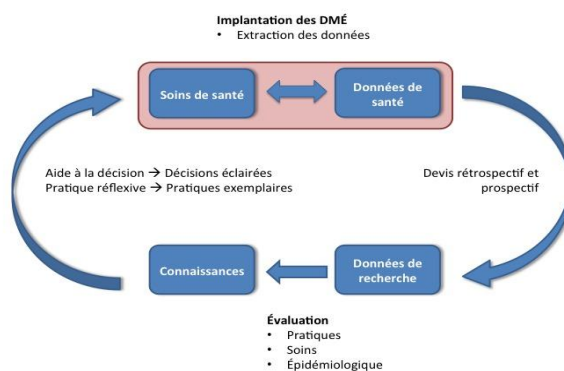 Implantation des DMÉ
• Extraction des données
Soins de santé
Données de
santé
Aide à la décision → Décisions éclairées
Pratique réflexive → Pratiques exemplaires
Devis rétrospectif et
prospectif
Connaissances
Données de
recherche
Évaluation
• Pratiques
• Soins
• Épidémiologique